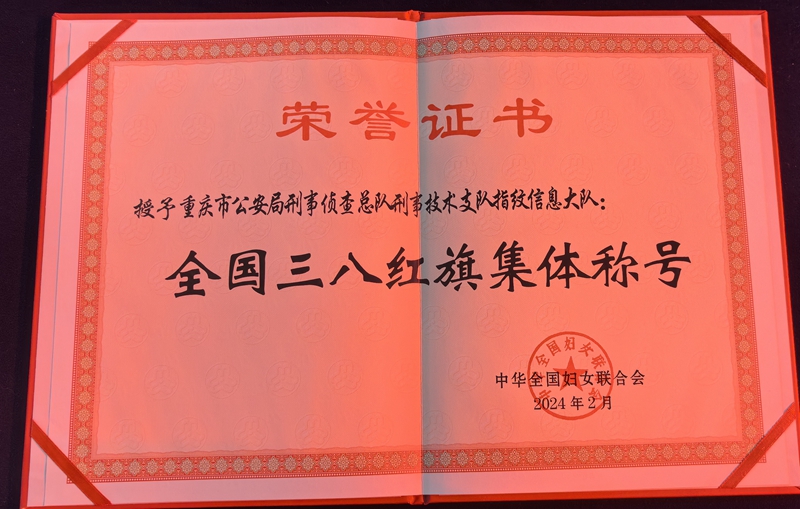 荣誉证书
授予重庆市公安局刑事侦查总队刑事技术支队指纹信息大队：
全国三八红旗集体称号
中华全国妇女联合会
2024年2月